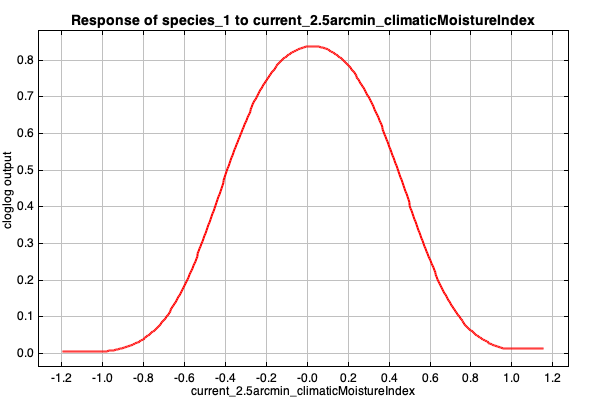 Response of species_1 to current_2.5arcmin_climaticMoistureIndex
cloglog output
0.8
0.7
0.6
0.5
0.4
0.3
0.2
0.1
0.0
-1.2 -1.0 -0.8 -0.6 -0.4 -0.2 -0.0 0.2 0.4 0.6 0.8 1.0 1.2
current_2.5arcmin_climaticMoistureIndex